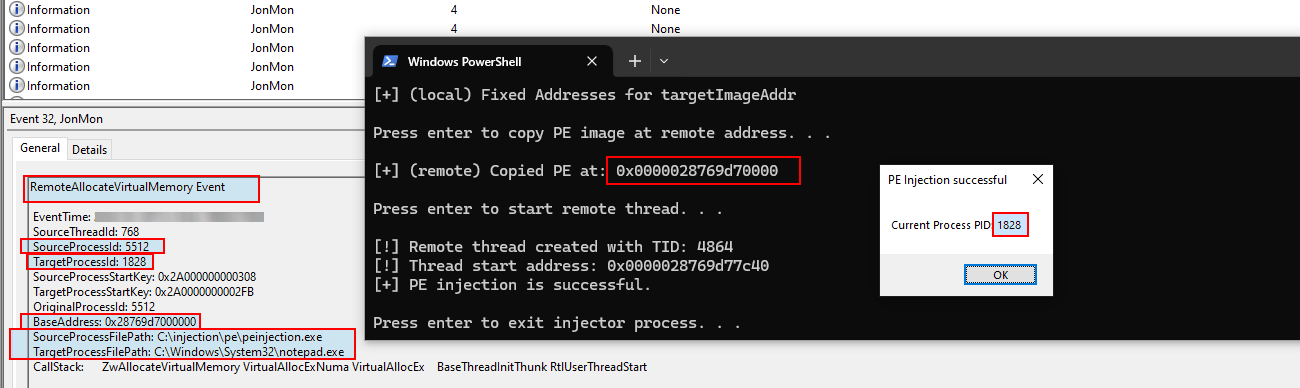 Information JonMon 4 None
Information JonMon 4 None
Information JonMon
Information JonMon
Information JonMon
Event 32, JonMon
General Details
RemoteAllocateVirtualMemory Event
EventTime:
SourceThreadId: 768
SourceProcessId: 5512
TargetProcessId: 1828
SourceProcessStartKey: 0x2A000000000308
TargetProcessStartKey: 0x2A0000000002FB
OriginalProcessId: 5512
BaseAddress: 0x28769d7000000
SourceProcessFilePath: C:\injection\pe\peinjection.exe
TargetProcessFilePath: C:\Windows\System32\notepad.exe
CallStack: ZwAllocateVirtualMemory VirtualAllocExNuma VirtualAllocEx BaseThreadInitThunk RtlUserThreadStart
Windows PowerShell
[+] (local) Fixed Addresses for targetImageAddr
Press enter to copy PE image at remote address. . .
[+] (remote) Copied PE at: 0x0000028769d70000
Press enter to start remote thread. . .
[!] Remote thread created with TID: 4864
[!] Thread start address: 0x0000028769d77c40
[+] PE injection is successful.
Press enter to exit injector process. . .
PE Injection successful
Current Process PID: 1828
OK